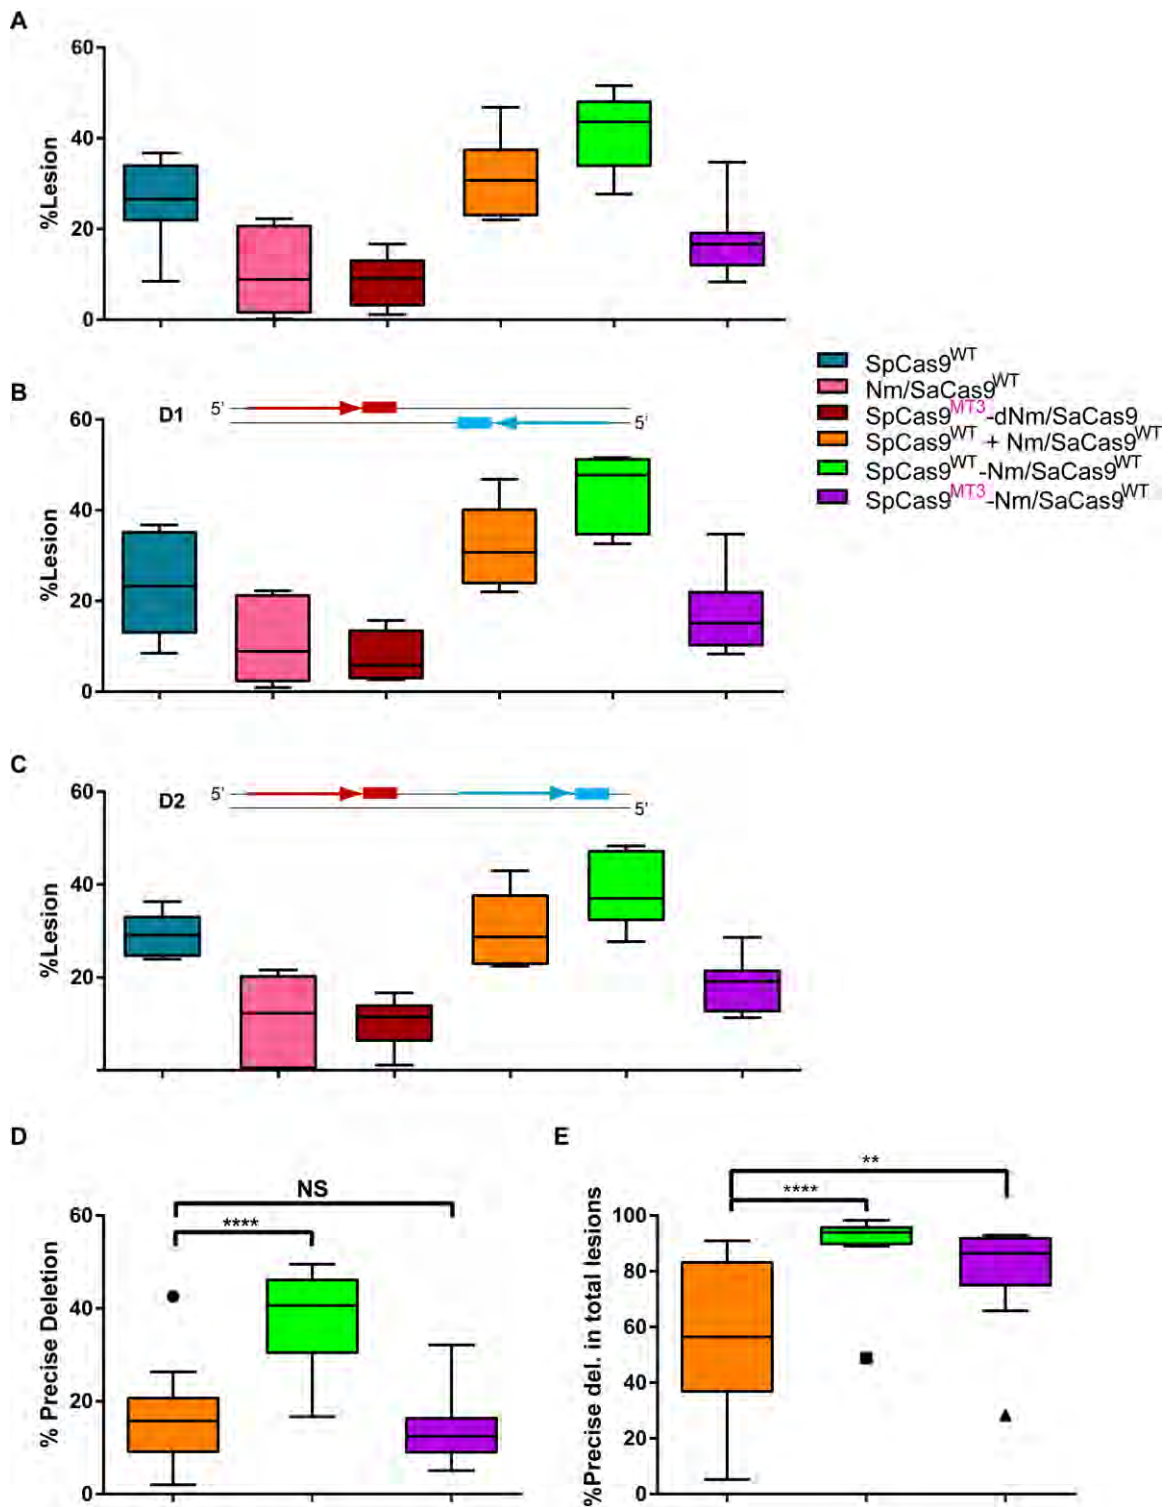 A
60
40
20
0
%Lesion
SpCas9WT
Nm/SaCas9WT
SpCas9MT3-dNm/SaCas9
SpCas9WT + Nm/SaCas9WT
SpCas9WT-Nm/SaCas9WT
SpCas9MT3-Nm/SaCas9WT
B
D1
5'
5'
60
40
20
0
%Lesion
C
D2
5'
5'
60
40
20
%Lesion
D
NS
****
60
40
20
0
% Precise Deletion
E
**
****
100
80
60
40
20
0
%Precise del. in total lesions